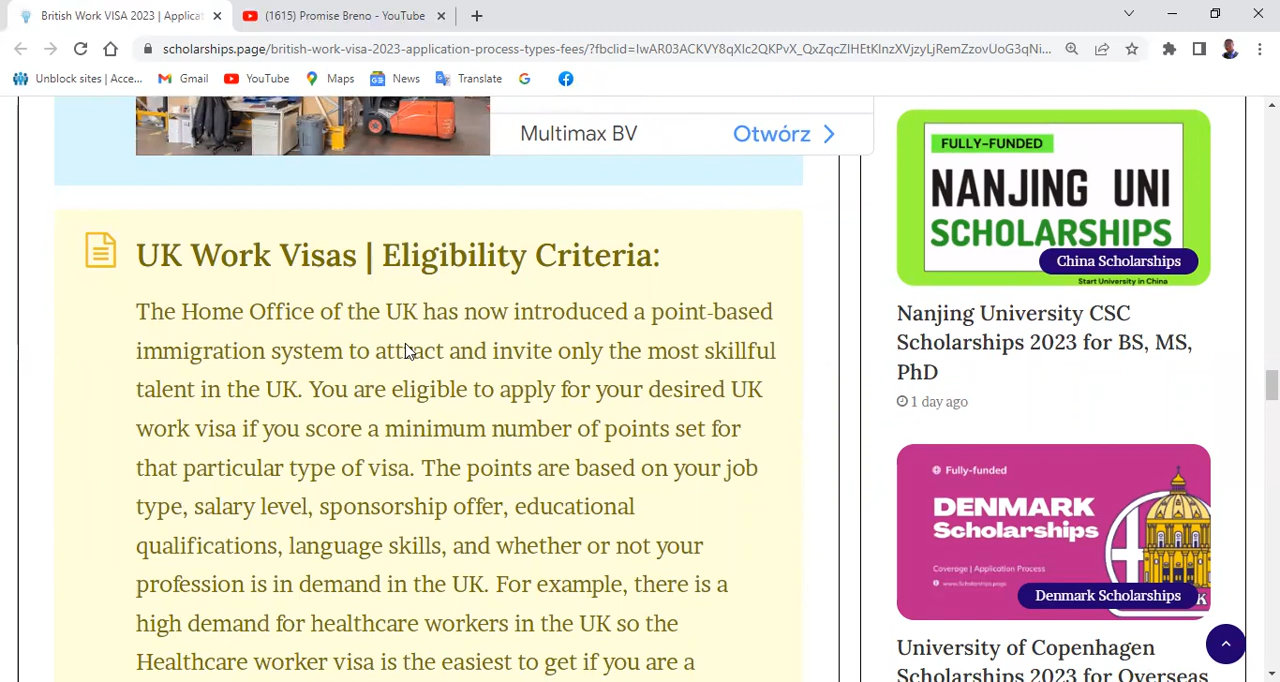 British Work VISA 2023 | Applicat
(1615) Promise Breno - YouTube
scholarships.page/british-work-visa-2023-application-process-types-fees/?fbclid=IwAR03ACKVY8qXlc2QKPvX_QxZqcZIHEtKlnzXVjzyLjRemZzovUoG3qNi...
Unblock sites | Acce...
Gmail
YouTube
Maps
News
Translate
Multimax BV
Otwórz
UK Work Visas | Eligibility Criteria:
The Home Office of the UK has now introduced a point-based
immigration system to attract and invite only the most skillful
talent in the UK. You are eligible to apply for your desired UK
work visa if you score a minimum number of points set for
that particular type of visa. The points are based on your job
type, salary level, sponsorship offer, educational
qualifications, language skills, and whether or not your
profession is in demand in the UK. For example, there is a
high demand for healthcare workers in the UK so the
Healthcare worker visa is the easiest to get if you are a
FULLY-FUNDED
NANJING UNI
SCHOLARSHIPS
China Scholarships
Start University in China
Nanjing University CSC
Scholarships 2023 for BS, MS,
PhD
1 day ago
Fully-funded
DENMARK
Scholarships
Coverage | Application
Process
www.Scholarships.page
Denmark Scholarships
University of Copenhagen
Scholarships 2023 for Overseas